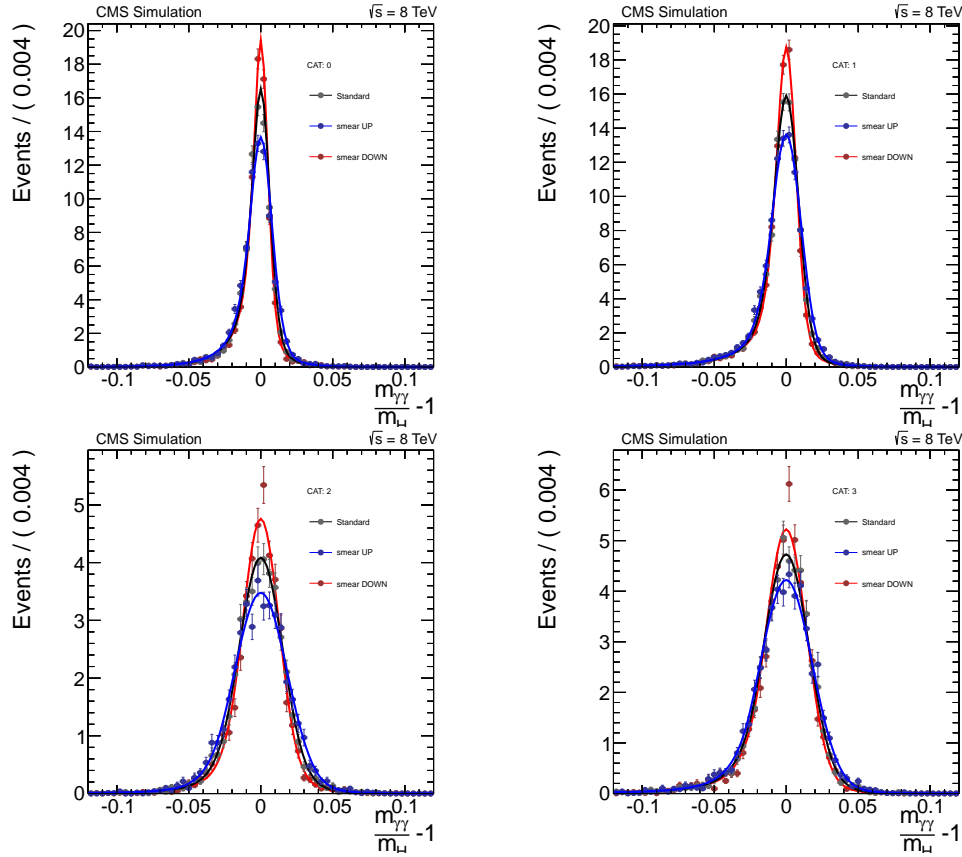 CMS Simulation √s = 8 TeV
Events / ( 0.004 )
20
18
16
14
12
10
8
6
4
2
0
CAT: 0
Standard
smear UP
smear DOWN
-0.1 -0.05 0 0.05 0.1
mγγ
mH -1
CMS Simulation √s = 8 TeV
Events / ( 0.004 )
20
18
16
14
12
10
8
6
4
2
0
CAT: 1
Standard
smear UP
smear DOWN
-0.1 -0.05 0 0.05 0.1
mγγ
mH -1
CMS Simulation √s = 8 TeV
Events / ( 0.004 )
5
4
3
2
1
0
CAT: 2
Standard
smear UP
smear DOWN
-0.1 -0.05 0 0.05 0.1
mγγ
mH -1
CMS Simulation √s = 8 TeV
Events / ( 0.004 )
6
5
4
3
2
1
0
CAT: 3
Standard
smear UP
smear DOWN
-0.1 -0.05 0 0.05 0.1
mγγ
mH -1